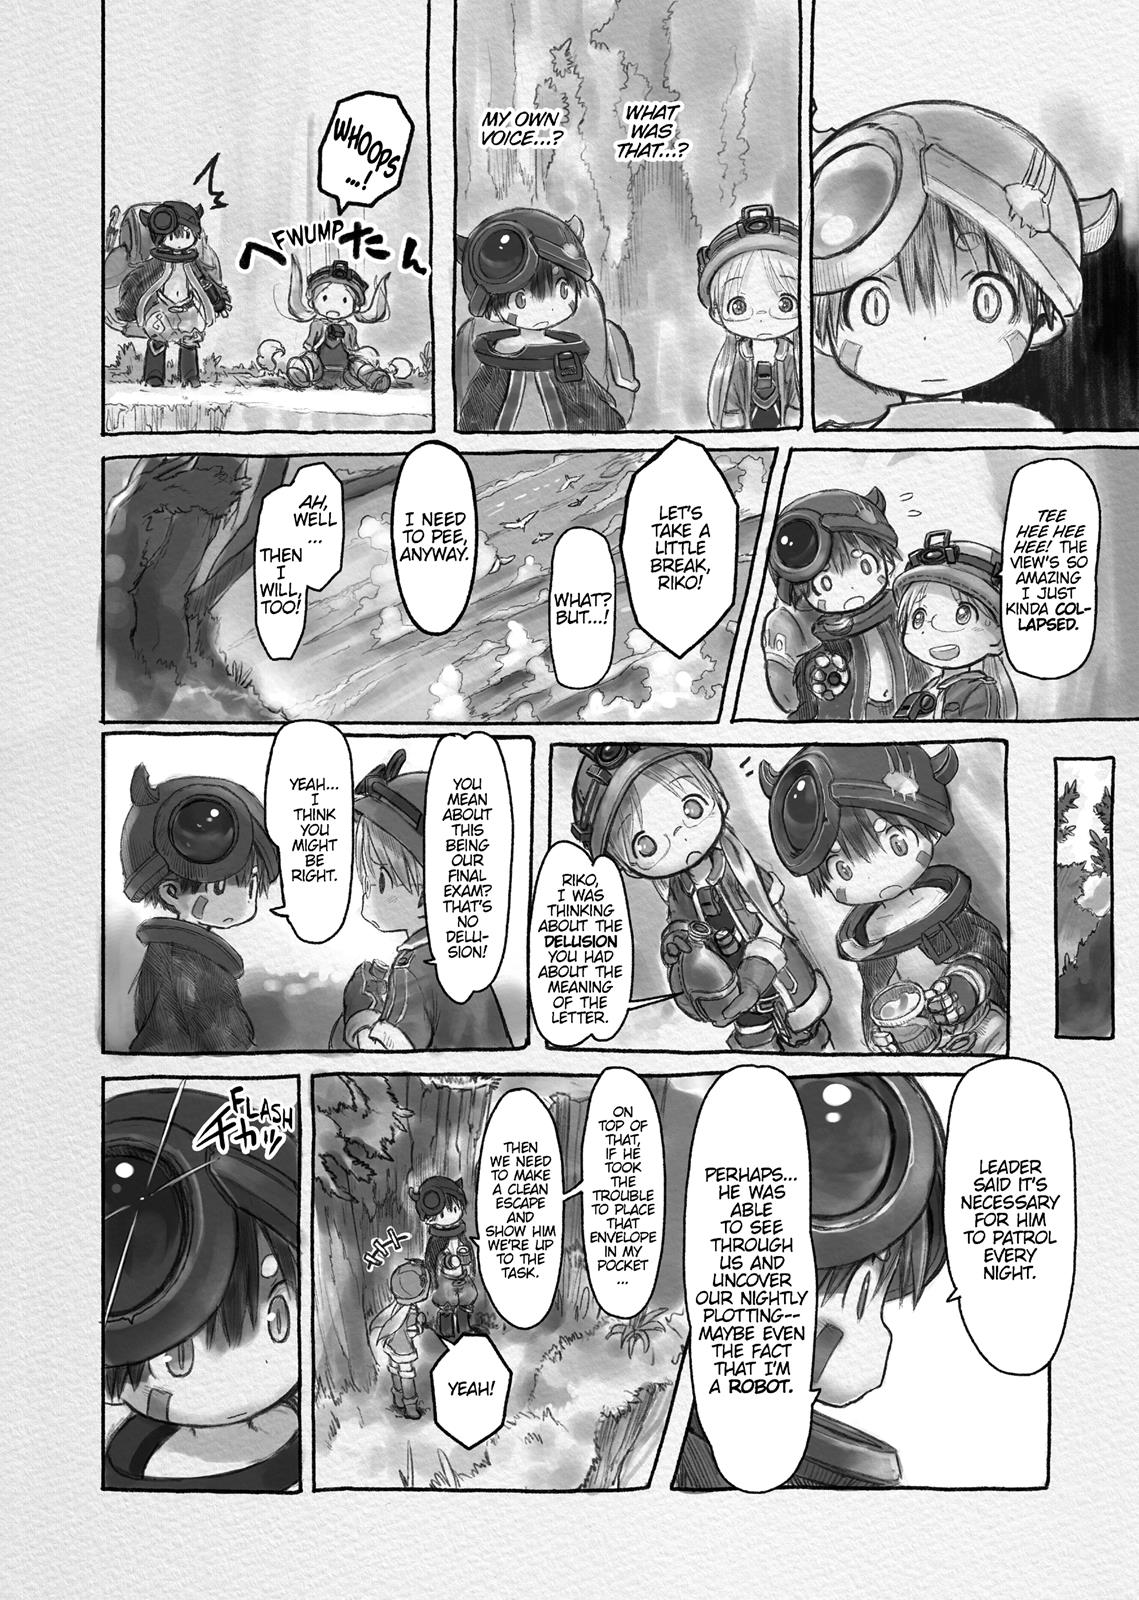 WHAT
WAS
THAT...?
MY OWN
VOICE...?
WHOOPS
...!
FWUMP
へたん
TEE
HEE HEE
HEE! THE
VIEW'S SO
AMAZING
I JUST
KINDA COL-
LAPSED.
LET'S
TAKE A
LITTLE
BREAK,
RIKO!
WHAT?
BUT...!
I NEED
TO PEE,
ANYWAY.
AH,
WELL
...
THEN
I
WILL,
TOO!
RIKO,
I WAS
THINKING
ABOUT THE
DELUSION
YOU HAD
ABOUT THE
MEANING
OF THE
LETTER.
YOU
MEAN
ABOUT
THIS
BEING
OUR
FINAL
EXAM?
THAT'S
NO
DELU-
SION!
YEAH...
I
THINK
YOU
MIGHT
BE
RIGHT.
LEADER
SAID IT'S
NECESSARY
FOR HIM
TO PATROL
EVERY
NIGHT.
PERHAPS...
HE WAS
ABLE
TO SEE
THROUGH
US AND
UNCOVER
OUR NIGHTLY
PLOTTING--
MAYBE EVEN
THE FACT
THAT I'M
A ROBOT.
ON
TOP OF
THAT,
IF HE
TOOK
THE
TROUBLE
TO PLACE
THAT
ENVELOPE
IN MY
POCKET
...
THEN
WE NEED
TO MAKE
A CLEAN
ESCAPE
AND
SHOW HIM
WE'RE UP
TO THE
TASK.
YEAH!
FLASH
チカッ